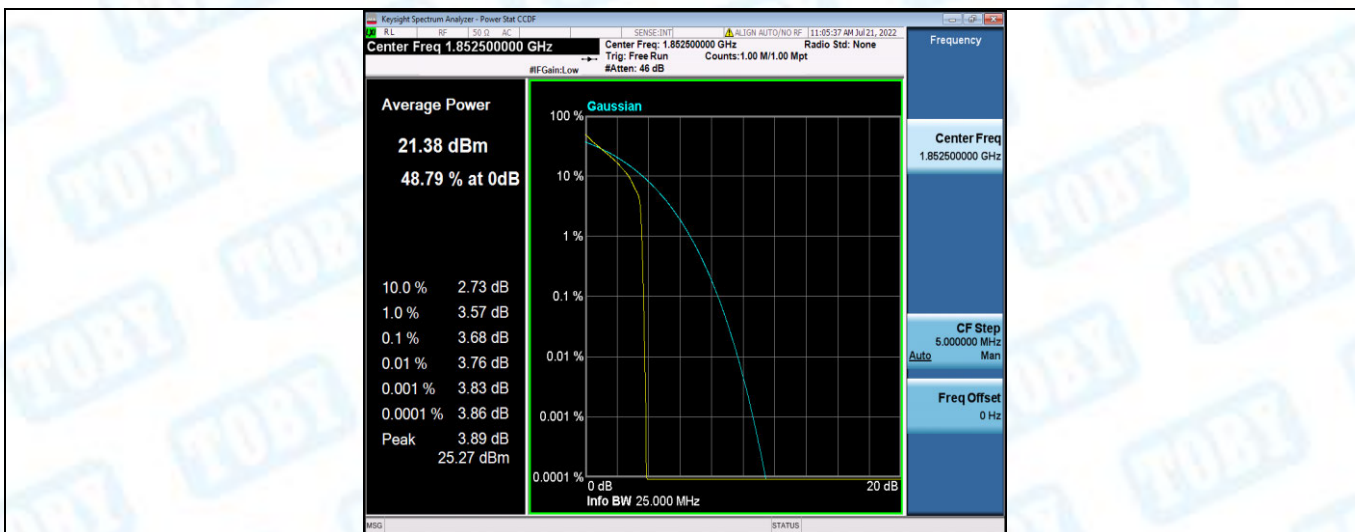 Keysight Spectrum Analyzer - Power Stat CCDF
RL RF 50 Ω AC SENSE:INT ALIGN AUTO/NO RF 11:05:37 AM Jul 21, 2022
Center Freq 1.852500000 GHz
Center Freq: 1.852500000 GHz Radio Std: None
Trig: Free Run Counts:1.00 M/1.00 Mpt
#IFGain:Low #Atten: 46 dB
Frequency
Average Power
21.38 dBm
48.79 % at 0dB
10.0 % 2.73 dB
1.0 % 3.57 dB
0.1 % 3.68 dB
0.01 % 3.76 dB
0.001 % 3.83 dB
0.0001 % 3.86 dB
Peak 3.89 dB
25.27 dBm
Gaussian
100 %
10 %
1 %
0.1 %
0.01 %
0.001 %
0.0001 %
0 dB 20 dB
Info BW 25.000 MHz
Center Freq
1.852500000 GHz
CF Step
5.000000 MHz
Auto Man
Freq Offset
0 Hz
MSG STATUS
TOBY